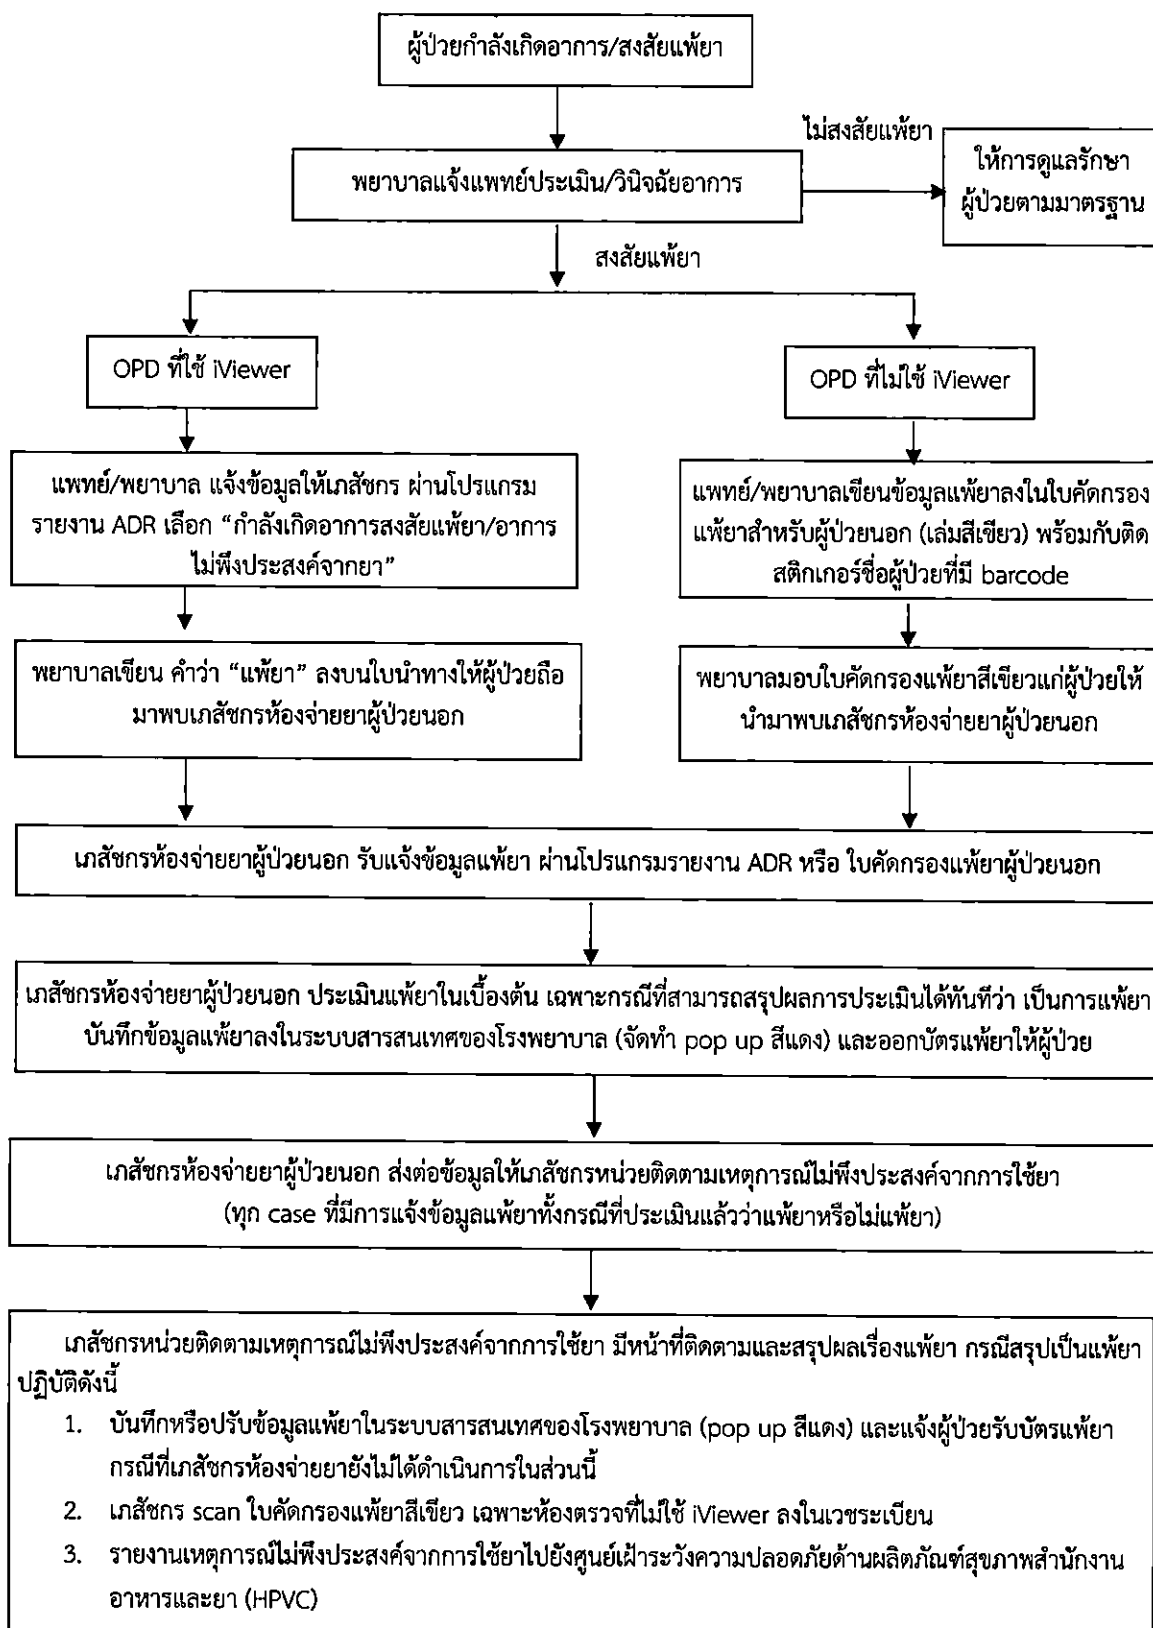 ผู้ป่วยกำลังเกิดอาการ/สงสัยแพ้ยา
ไม่สงสัยแพ้ยา
พยาบาลแจ้งแพทย์ประเมิน/วินิจฉัยอาการ
ให้การดูแลรักษา
ผู้ป่วยตามมาตรฐาน
สงสัยแพ้ยา
OPD ที่ใช้ iViewer
OPD ที่ไม่ใช้ iViewer
แพทย์/พยาบาล แจ้งข้อมูลให้เภสัชกร ผ่านโปรแกรม
รายงาน ADR เลือก “กำลังเกิดอาการสงสัยแพ้ยา/อาการ
ไม่พึงประสงค์จากยา”
แพทย์/พยาบาลเขียนข้อมูลแพ้ยาลงในใบคัดกรอง
แพ้ยาสำหรับผู้ป่วยนอก (เล่มสีเขียว) พร้อมกับติด
สติกเกอร์ชื่อผู้ป่วยที่มี barcode
พยาบาลเขียน คำว่า “แพ้ยา” ลงบนใบนำทางให้ผู้ป่วยถือ
มาพบเภสัชกรห้องจ่ายยาผู้ป่วยนอก
พยาบาลมอบใบคัดกรองแพ้ยาสีเขียวแก่ผู้ป่วยให้
นำมาพบเภสัชกรห้องจ่ายยาผู้ป่วยนอก
เภสัชกรห้องจ่ายยาผู้ป่วยนอก รับแจ้งข้อมูลแพ้ยา ผ่านโปรแกรมรายงาน ADR หรือ ใบคัดกรองแพ้ยาผู้ป่วยนอก
เภสัชกรห้องจ่ายยาผู้ป่วยนอก ประเมินแพ้ยาในเบื้องต้น เฉพาะกรณีที่สามารถสรุปผลการประเมินได้ทันทีว่า เป็นการแพ้ยา
บันทึกข้อมูลแพ้ยาลงในระบบสารสนเทศของโรงพยาบาล (จัดทำ pop up สีแดง) และออกบัตรแพ้ยาให้ผู้ป่วย
เภสัชกรห้องจ่ายยาผู้ป่วยนอก ส่งต่อข้อมูลให้เภสัชกรหน่วยติดตามเหตุการณ์ไม่พึงประสงค์จากการใช้ยา
(ทุก case ที่มีการแจ้งข้อมูลแพ้ยาทั้งกรณีที่ประเมินแล้วว่าแพ้ยาหรือไม่แพ้ยา)
เภสัชกรหน่วยติดตามเหตุการณ์ไม่พึงประสงค์จากการใช้ยา มีหน้าที่ติดตามและสรุปผลเรื่องแพ้ยา กรณีสรุปเป็นแพ้ยา
ปฏิบัติดังนี้
1. บันทึกหรือปรับข้อมูลแพ้ยาในระบบสารสนเทศของโรงพยาบาล (pop up สีแดง) และแจ้งผู้ป่วยรับบัตรแพ้ยา
กรณีที่เภสัชกรห้องจ่ายยายังไม่ได้ดำเนินการในส่วนนี้
2. เภสัชกร scan ใบคัดกรองแพ้ยาสีเขียว เฉพาะห้องตรวจที่ไม่ใช้ iViewer ลงในเวชระเบียน
3. รายงานเหตุการณ์ไม่พึงประสงค์จากการใช้ยาไปยังศูนย์เฝ้าระวังความปลอดภัยด้านผลิตภัณฑ์สุขภาพสำนักงาน
อาหารและยา (HPVC)